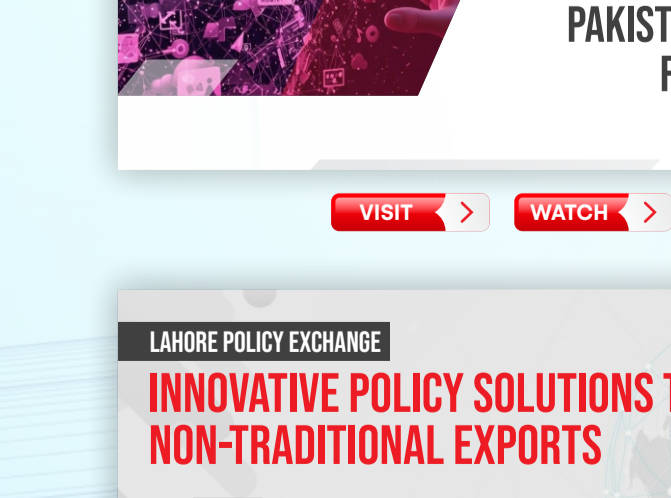 PAKIST
VISIT
WATCH
LAHORE POLICY EXCHANGE
INNOVATIVE POLICY SOLUTIONS
NON-TRADITIONAL EXPORTS